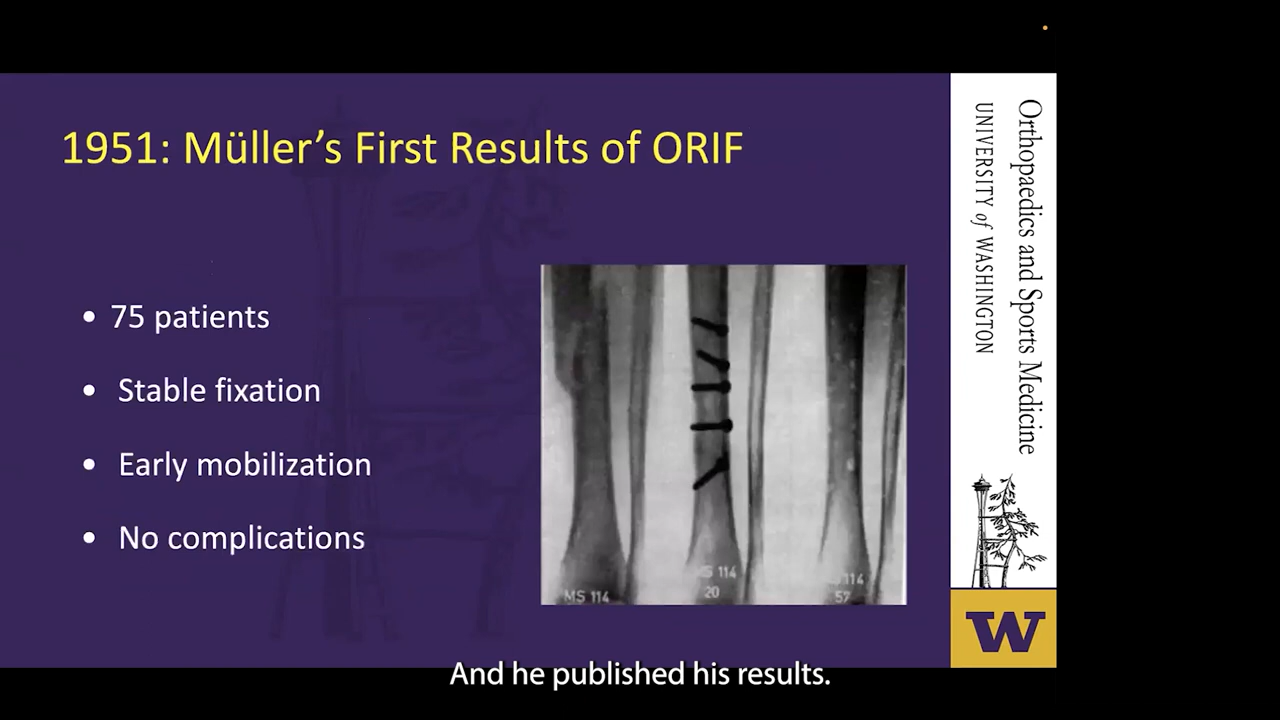 1951: Müller's First Results of ORIF
• 75 patients
• Stable fixation
• Early mobilization
• No complications
MS 114
MS 114
20
114
57
Orthopaedics and Sports Medicine
UNIVERSITY of WASHINGTON
W
And he published his results.